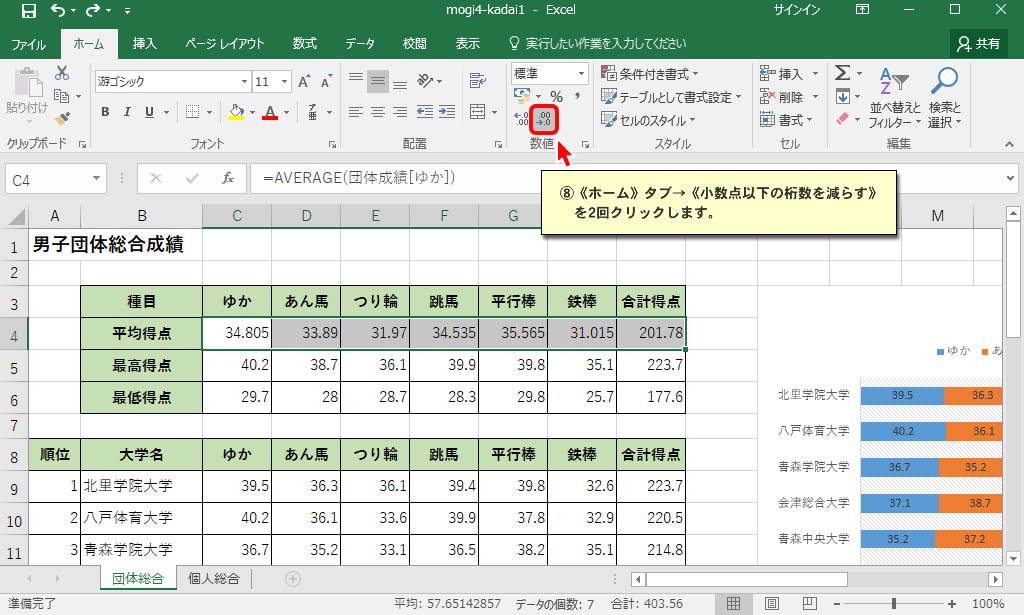 mogi4-kadai1 - Excel
サインイン
ファイル ホーム 挿入 ページ レイアウト 数式 データ 校閲 表示 実行したい作業を入力してください 共有
貼り付け
クリップボード
游ゴシック 11
B I U
フォント
配置
標準
% ,
数値
条件付き書式
テーブルとして書式設定
セルのスタイル
スタイル
挿入
削除
書式
セル
並べ替えと
フィルター
検索と
選択
編集
C4 =AVERAGE(団体成績[ゆか])
⑧《ホーム》タブ→《小数点以下の桁数を減らす》
を2回クリックします。
A B C D E F G M
1 男子団体総合成績
2
3 種目 ゆか あん馬 つり輪 跳馬 平行棒 鉄棒 合計得点
4 平均得点 34.805 33.89 31.97 34.535 35.565 31.015 201.78
5 最高得点 40.2 38.7 36.1 39.9 39.8 35.1 223.7
6 最低得点 29.7 28 28.7 28.3 29.8 25.7 177.6
7
8 順位 大学名 ゆか あん馬 つり輪 跳馬 平行棒 鉄棒 合計得点
9 1 北里学院大学 39.5 36.3 36.1 39.4 39.8 32.6 223.7
10 2 八戸体育大学 40.2 36.1 33.6 39.9 37.8 32.9 220.5
11 3 青森学院大学 36.7 35.2 33.1 36.5 38.2 35.1 214.8
ゆか あ
北里学院大学 39.5 36.3
八戸体育大学 40.2 36.1
青森学院大学 36.7 35.2
会津総合大学 37.1 38.7
青森中央大学 35.2 37.2
団体総合 個人総合
準備完了 平均: 57.65142857 データの個数: 7 合計: 403.56 100%